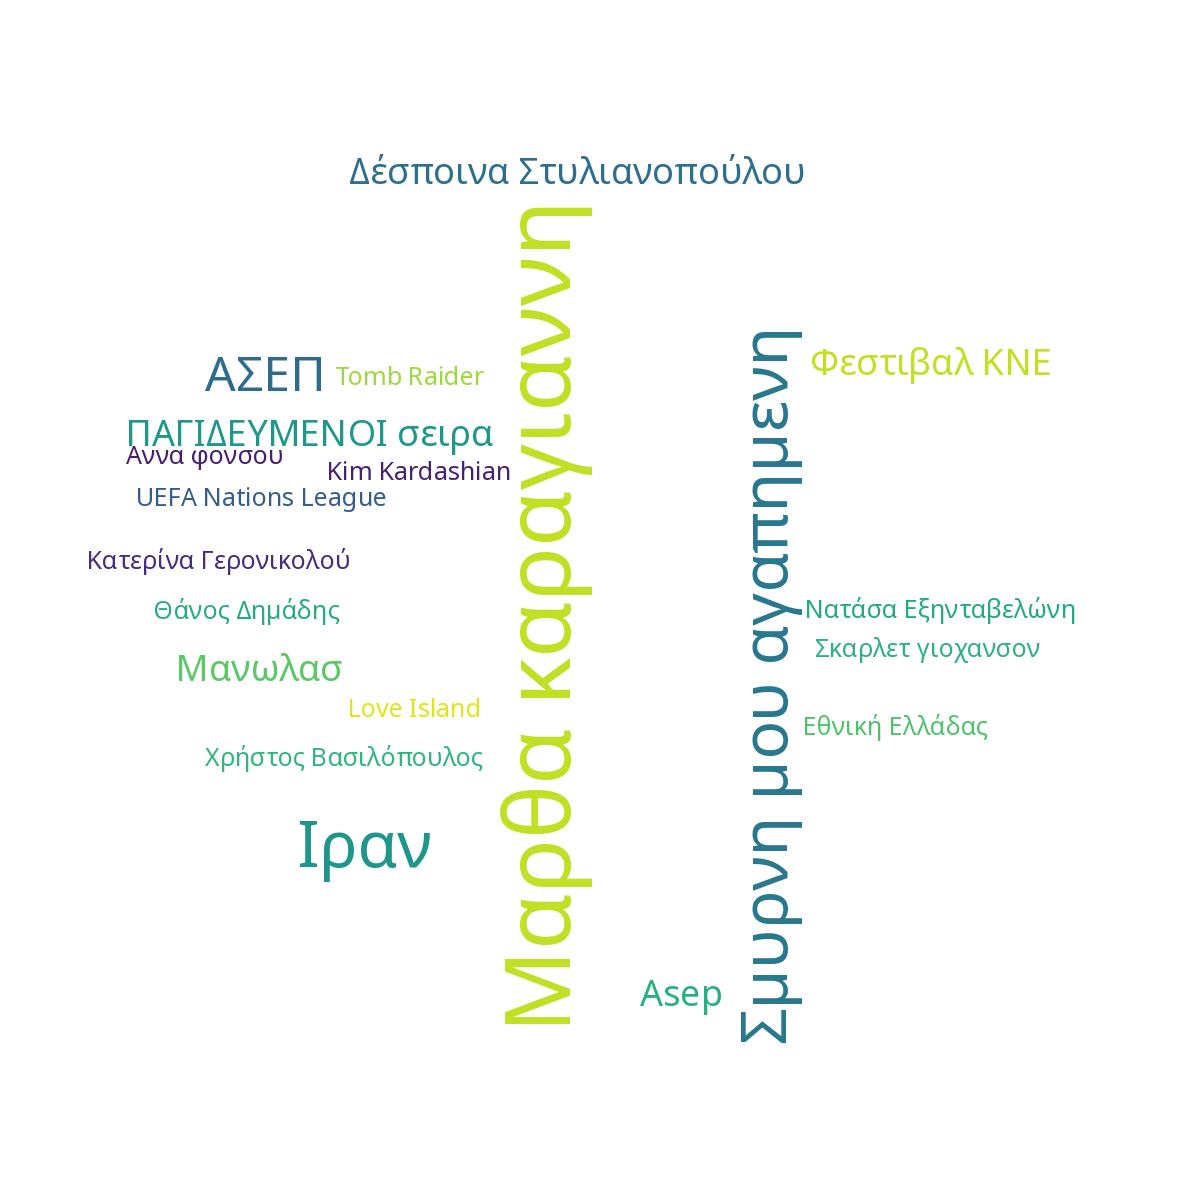 Δέσποινα Στυλιανοπούλου
Μαρθα καραγιαννη
Σμυρνη μου αγαπημενη
Φεστιβαλ ΚΝΕ
ΑΣΕΠ
Tomb Raider
ΠΑΓΙΔΕΥΜΕΝΟΙ σειρα
Αννα φονσου
Kim Kardashian
UEFA Nations League
Κατερίνα Γερονικολού
Θάνος Δημάδης
Νατάσα Εξηνταβελώνη
Σκαρλετ γιοχανσον
Μανωλασ
Love Island
Εθνική Ελλάδας
Χρήστος Βασιλόπουλος
Ιραν
Asep